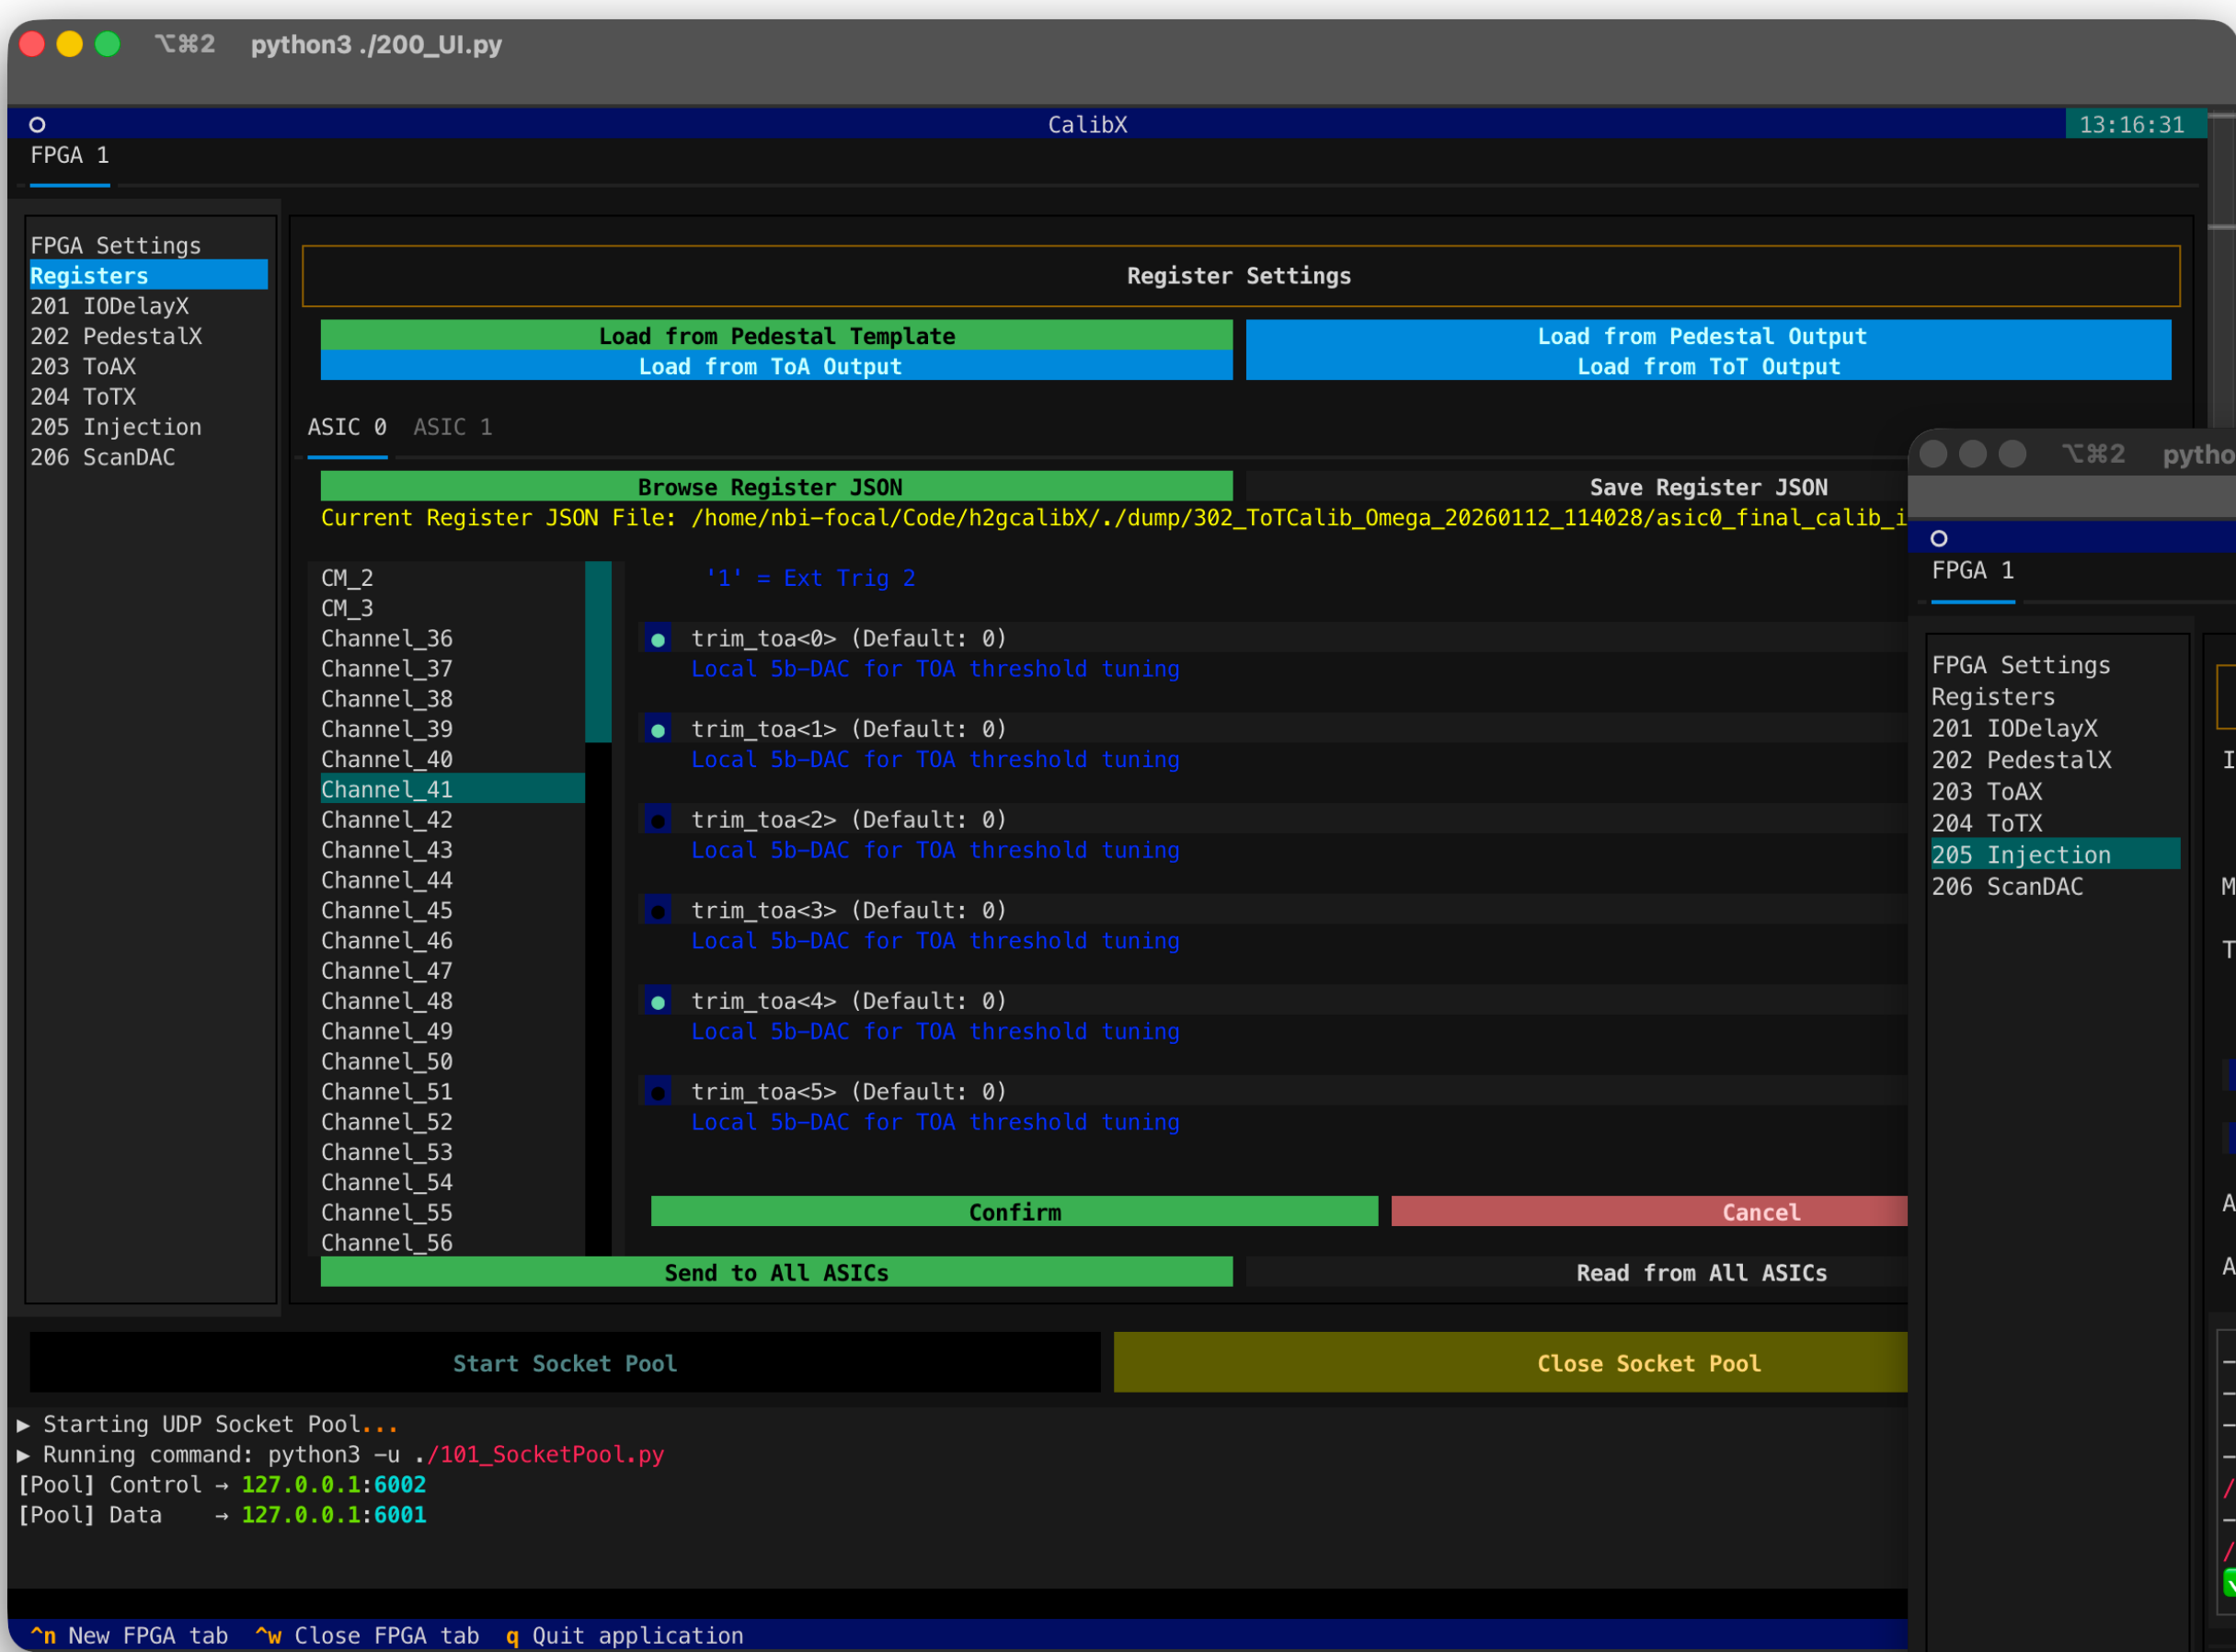 ⌥⌘2 python3 ./200_UI.py
CalibX 13:16:31
FPGA 1
FPGA Settings
Registers
201 IODelayX
202 PedestalX
203 ToAX
204 ToTX
205 Injection
206 ScanDAC
Register Settings
Load from Pedestal Template Load from Pedestal Output
Load from ToA Output Load from ToT Output
ASIC 0 ASIC 1
Browse Register JSON Save Register JSON
Current Register JSON File: /home/nbi-focal/Code/h2gcalibX/./dump/302_ToTCalib_Omega_20260112_114028/asic0_final_calib_i
CM_2
CM_3
Channel_36
Channel_37
Channel_38
Channel_39
Channel_40
Channel_41
Channel_42
Channel_43
Channel_44
Channel_45
Channel_46
Channel_47
Channel_48
Channel_49
Channel_50
Channel_51
Channel_52
Channel_53
Channel_54
Channel_55
Channel_56
'1' = Ext Trig 2
trim_toa<0> (Default: 0)
Local 5b-DAC for TOA threshold tuning
trim_toa<1> (Default: 0)
Local 5b-DAC for TOA threshold tuning
trim_toa<2> (Default: 0)
Local 5b-DAC for TOA threshold tuning
trim_toa<3> (Default: 0)
Local 5b-DAC for TOA threshold tuning
trim_toa<4> (Default: 0)
Local 5b-DAC for TOA threshold tuning
trim_toa<5> (Default: 0)
Local 5b-DAC for TOA threshold tuning
Confirm Cancel
Send to All ASICs Read from All ASICs
Start Socket Pool Close Socket Pool
▶ Starting UDP Socket Pool...
▶ Running command: python3 -u ./101_SocketPool.py
[Pool] Control → 127.0.0.1:6002
[Pool] Data → 127.0.0.1:6001
^n New FPGA tab ^w Close FPGA tab q Quit application
⌥⌘2 pytho
FPGA 1
FPGA Settings
Registers
201 IODelayX
202 PedestalX
203 ToAX
204 ToTX
205 Injection
206 ScanDAC